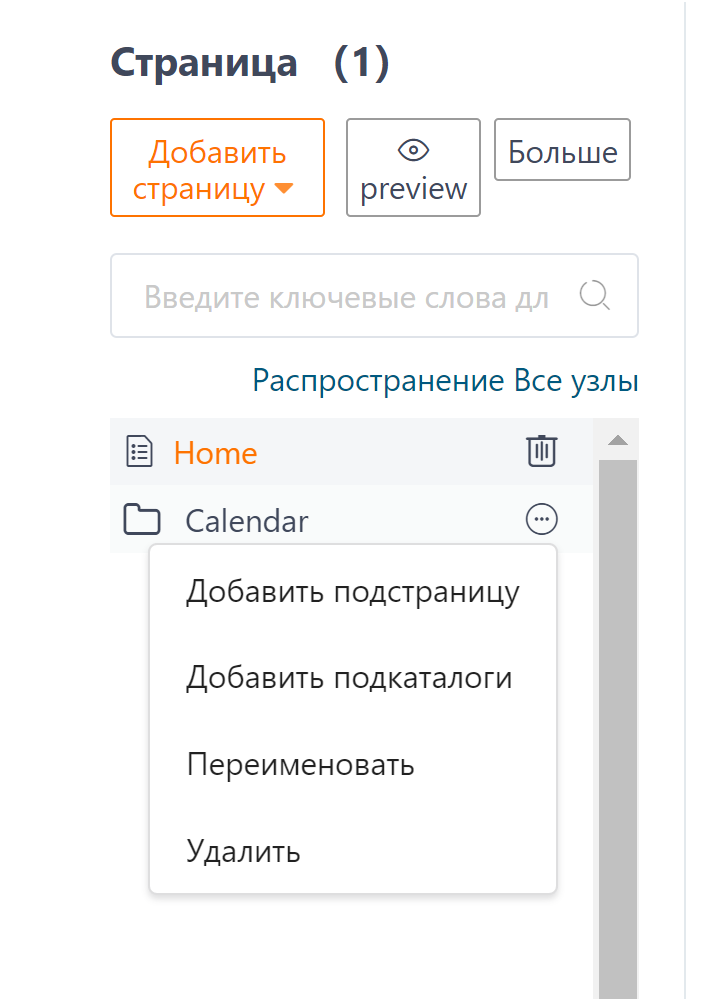 Страница (1)
Добавить
страницу
preview
Больше
Введите ключевые слова дл
Распространение Все узлы
Home
Calendar
Добавить подстраницу
Добавить подкаталоги
Переименовать
Удалить